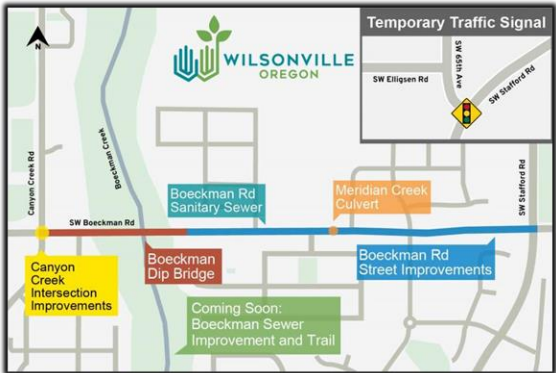 Temporary Traffic Signal
SW 65th Ave
SW Elligsen Rd
SW Stafford Rd
N
WILSONVILLE
OREGON
Canyon Creek Rd
Boeckman Creek
SW Stafford Rd
Boeckman Rd
Sanitary Sewer
Meridian Creek
Culvert
SW Boeckman Rd
Canyon
Creek
Intersection
Improvements
Boeckman
Dip Bridge
Boeckman Rd
Street Improvements
Coming Soon:
Boeckman Sewer
Improvement and Trail